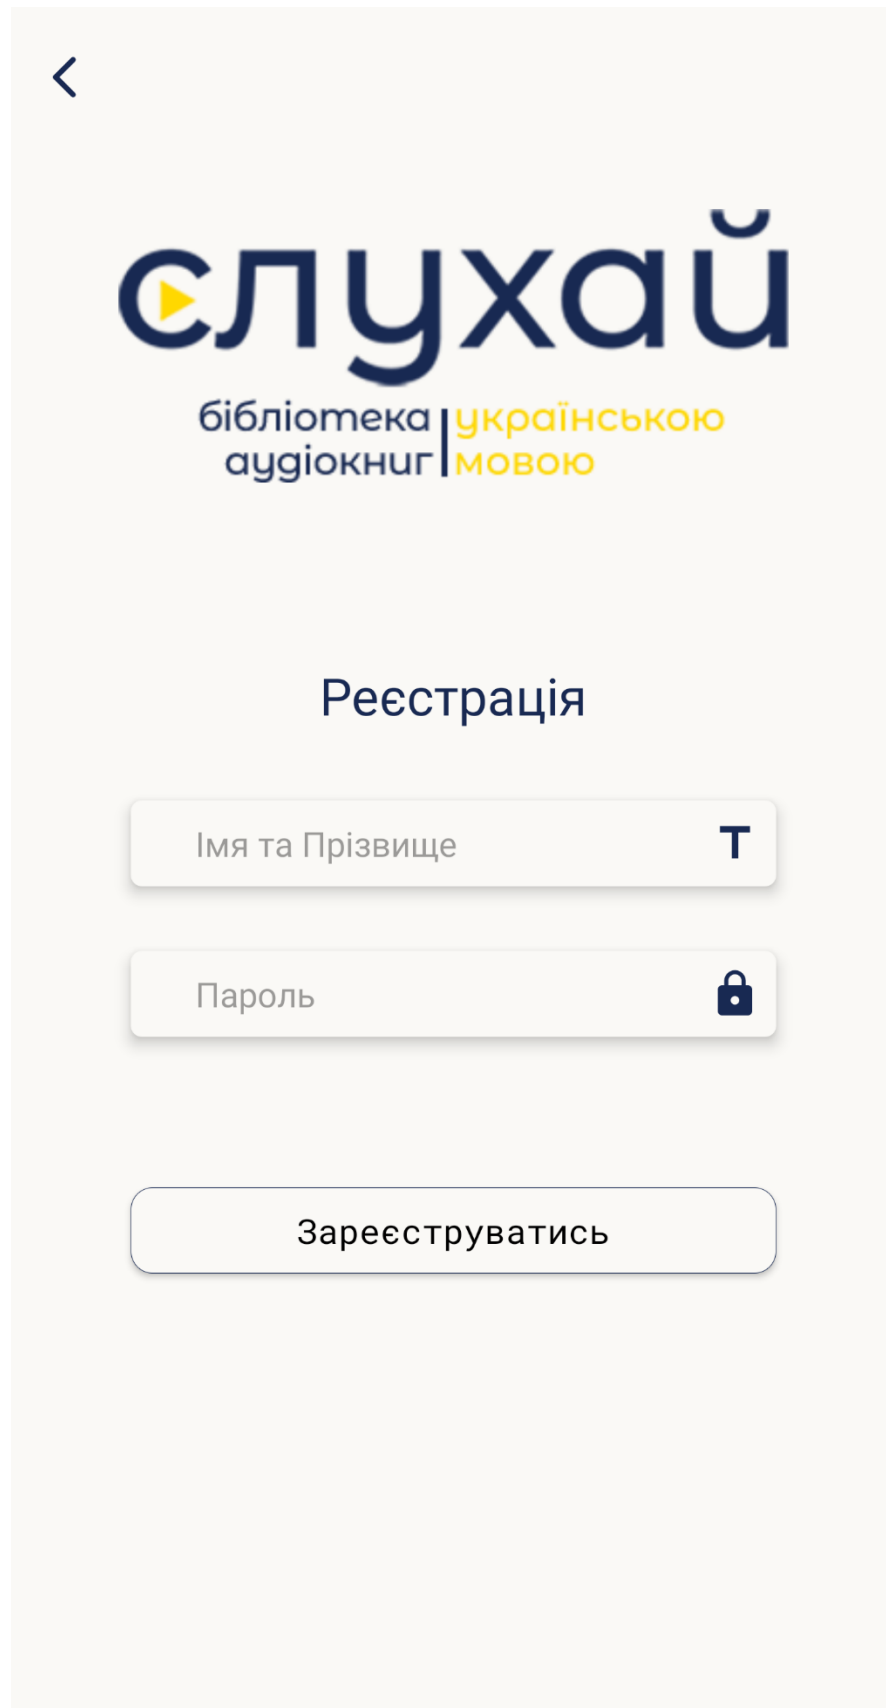 слухай
бібліотека українською
аудіокниг мовою
Реєстрація
Імя та Прізвище
Пароль
Зареєструватись